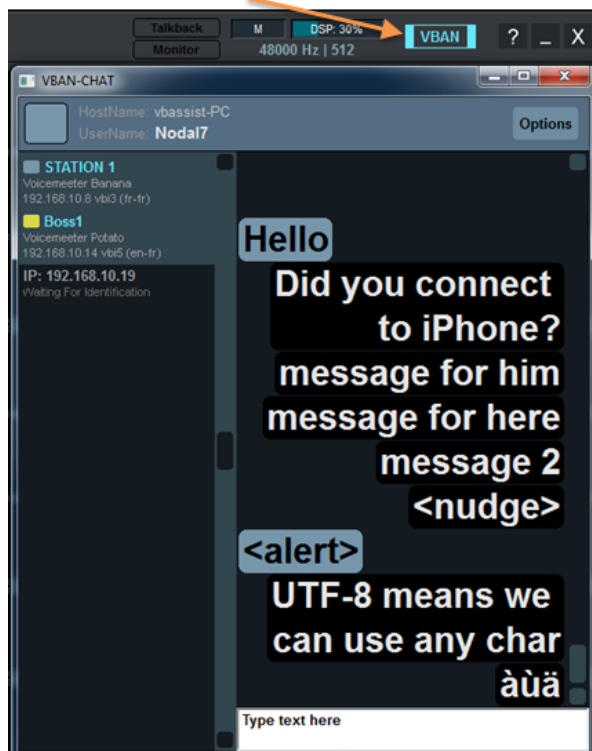 Talkback
M
DSP: 30%
VBAN
?
_
X
Monitor
48000 Hz | 512
VBAN-CHAT
HostName: vbassist-PC
UserName: Nodal7
Options
STATION 1
Voicemeeter Banana
192.168.10.8 vbi3 (fr-fr)
Boss1
Voicemeeter Potato
192.168.10.14 vbi5 (en-fr)
IP: 192.168.10.19
Waiting For Identification
Hello
Did you connect
to iPhone?
message for him
message for here
message 2
<nudge>
<alert>
UTF-8 means we
can use any char
àùä
Type text here